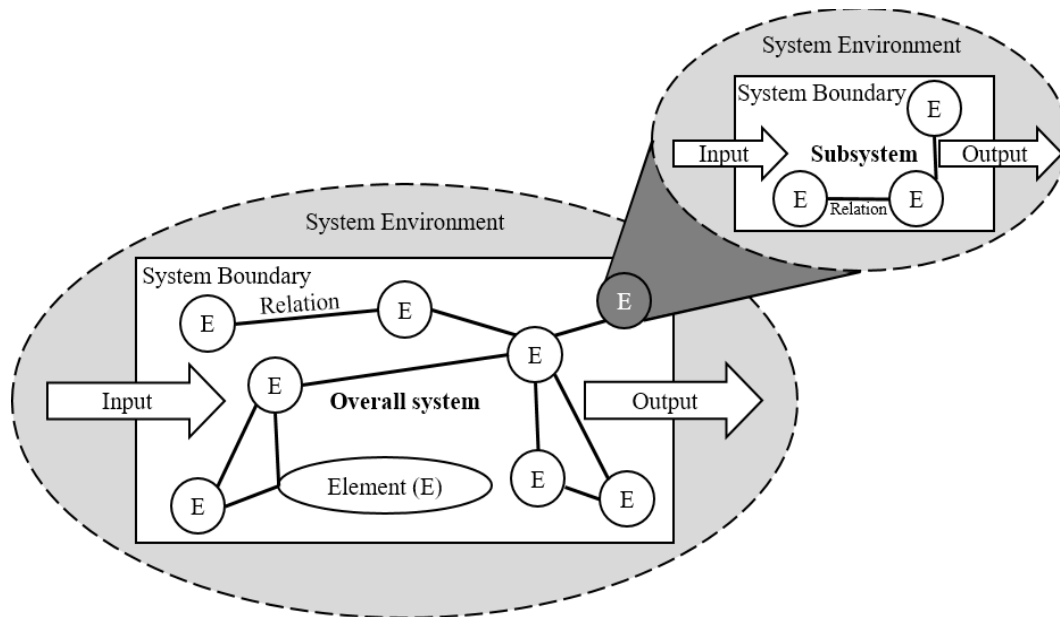 System Environment
System Boundary
E
Input
Subsystem
Output
E
E
Relation
System Environment
System Boundary
Relation
E
E
E
E
E
Input
Overall system
Output
E
Element (E)
E
E